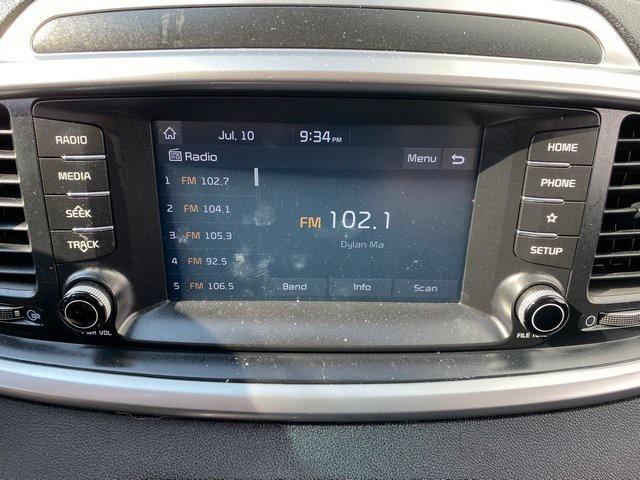 RADIO
MEDIA
SEEK
TRACK
Jul. 10 9:34 PM
Radio Menu
1 FM 102.7
2 FM 104.1
3 FM 105.3
4 FM 92.5
5 FM 106.5
FM 102.1
Dylan Ma
Band Info Scan
HOME
PHONE
SETUP
VOL
FILE